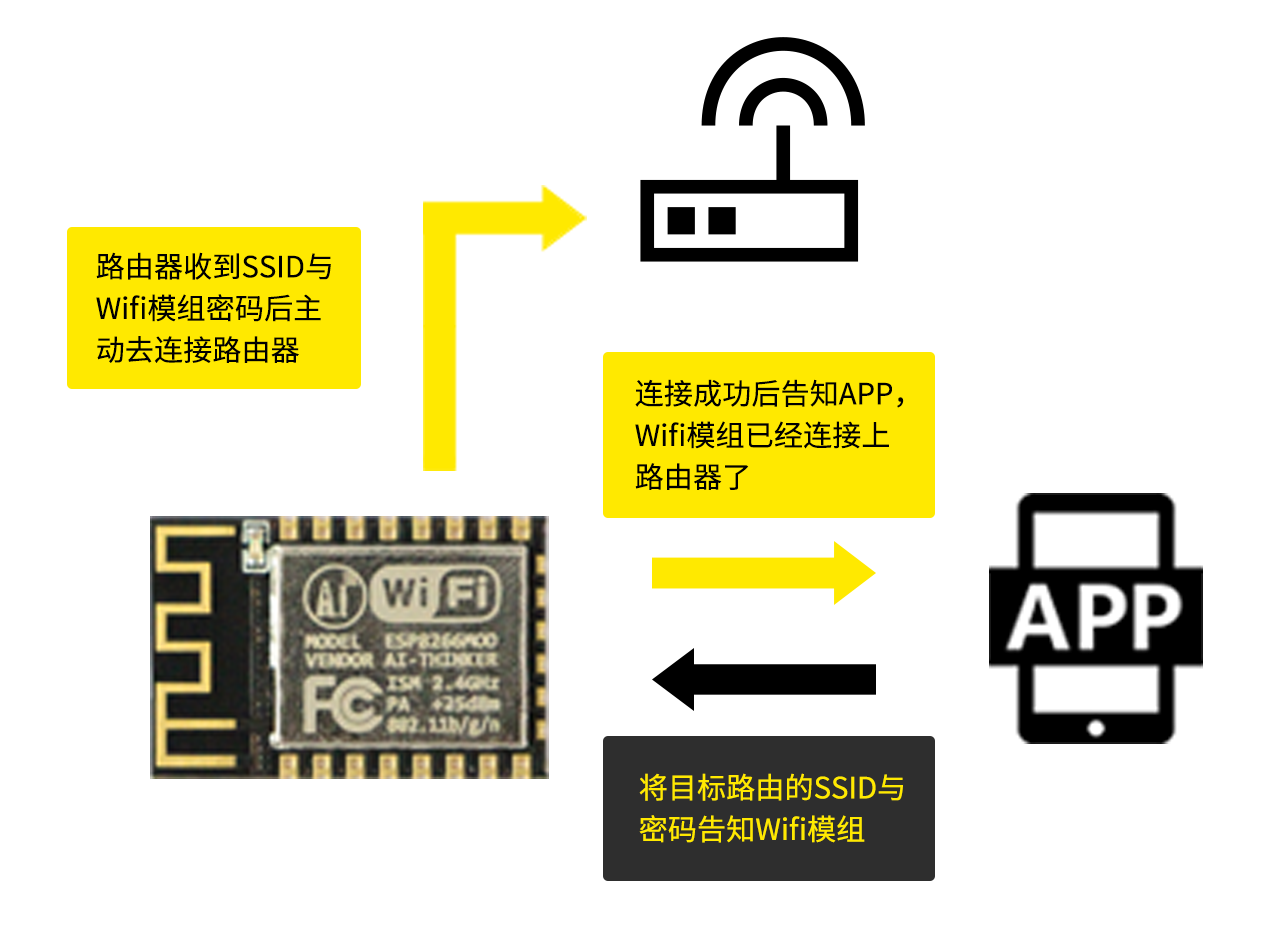 路由器收到SSID与
Wifi模组密码后主
动去连接路由器
连接成功后告知APP，
Wifi模组已经连接上
路由器了
Ai WiFi
MODEL ESP8266MOD
VENDOR AI-THINKER
FC ISM 2.4GHz
PA +25dBm
802.11b/g/n
APP
将目标路由的SSID与
密码告知Wifi模组